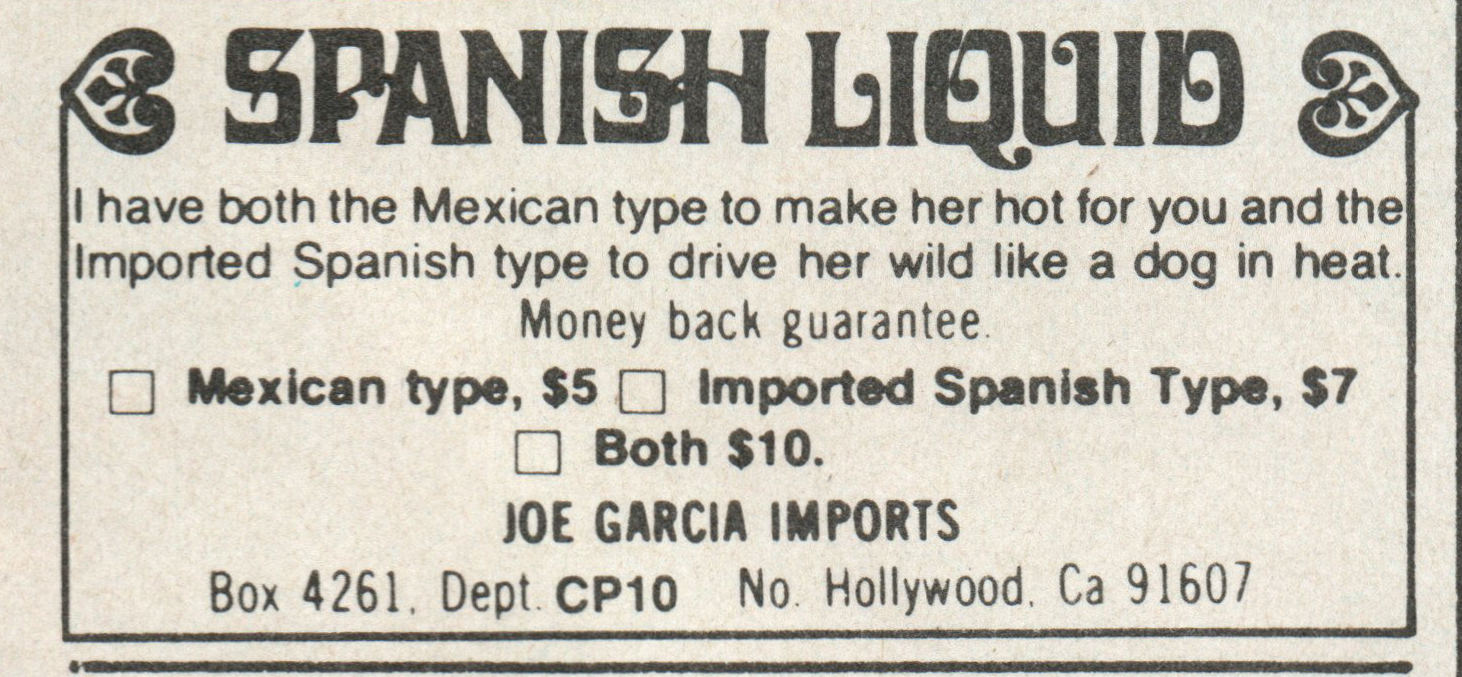 SPANISH LIQUID
I have both the Mexican type to make her hot for you and the
Imported Spanish type to drive her wild like a dog in heat.
Money back guarantee.
Mexican type, $5 Imported Spanish Type, $7
Both $10.
JOE GARCIA IMPORTS
Box 4261, Dept. CP10 No. Hollywood, Ca 91607